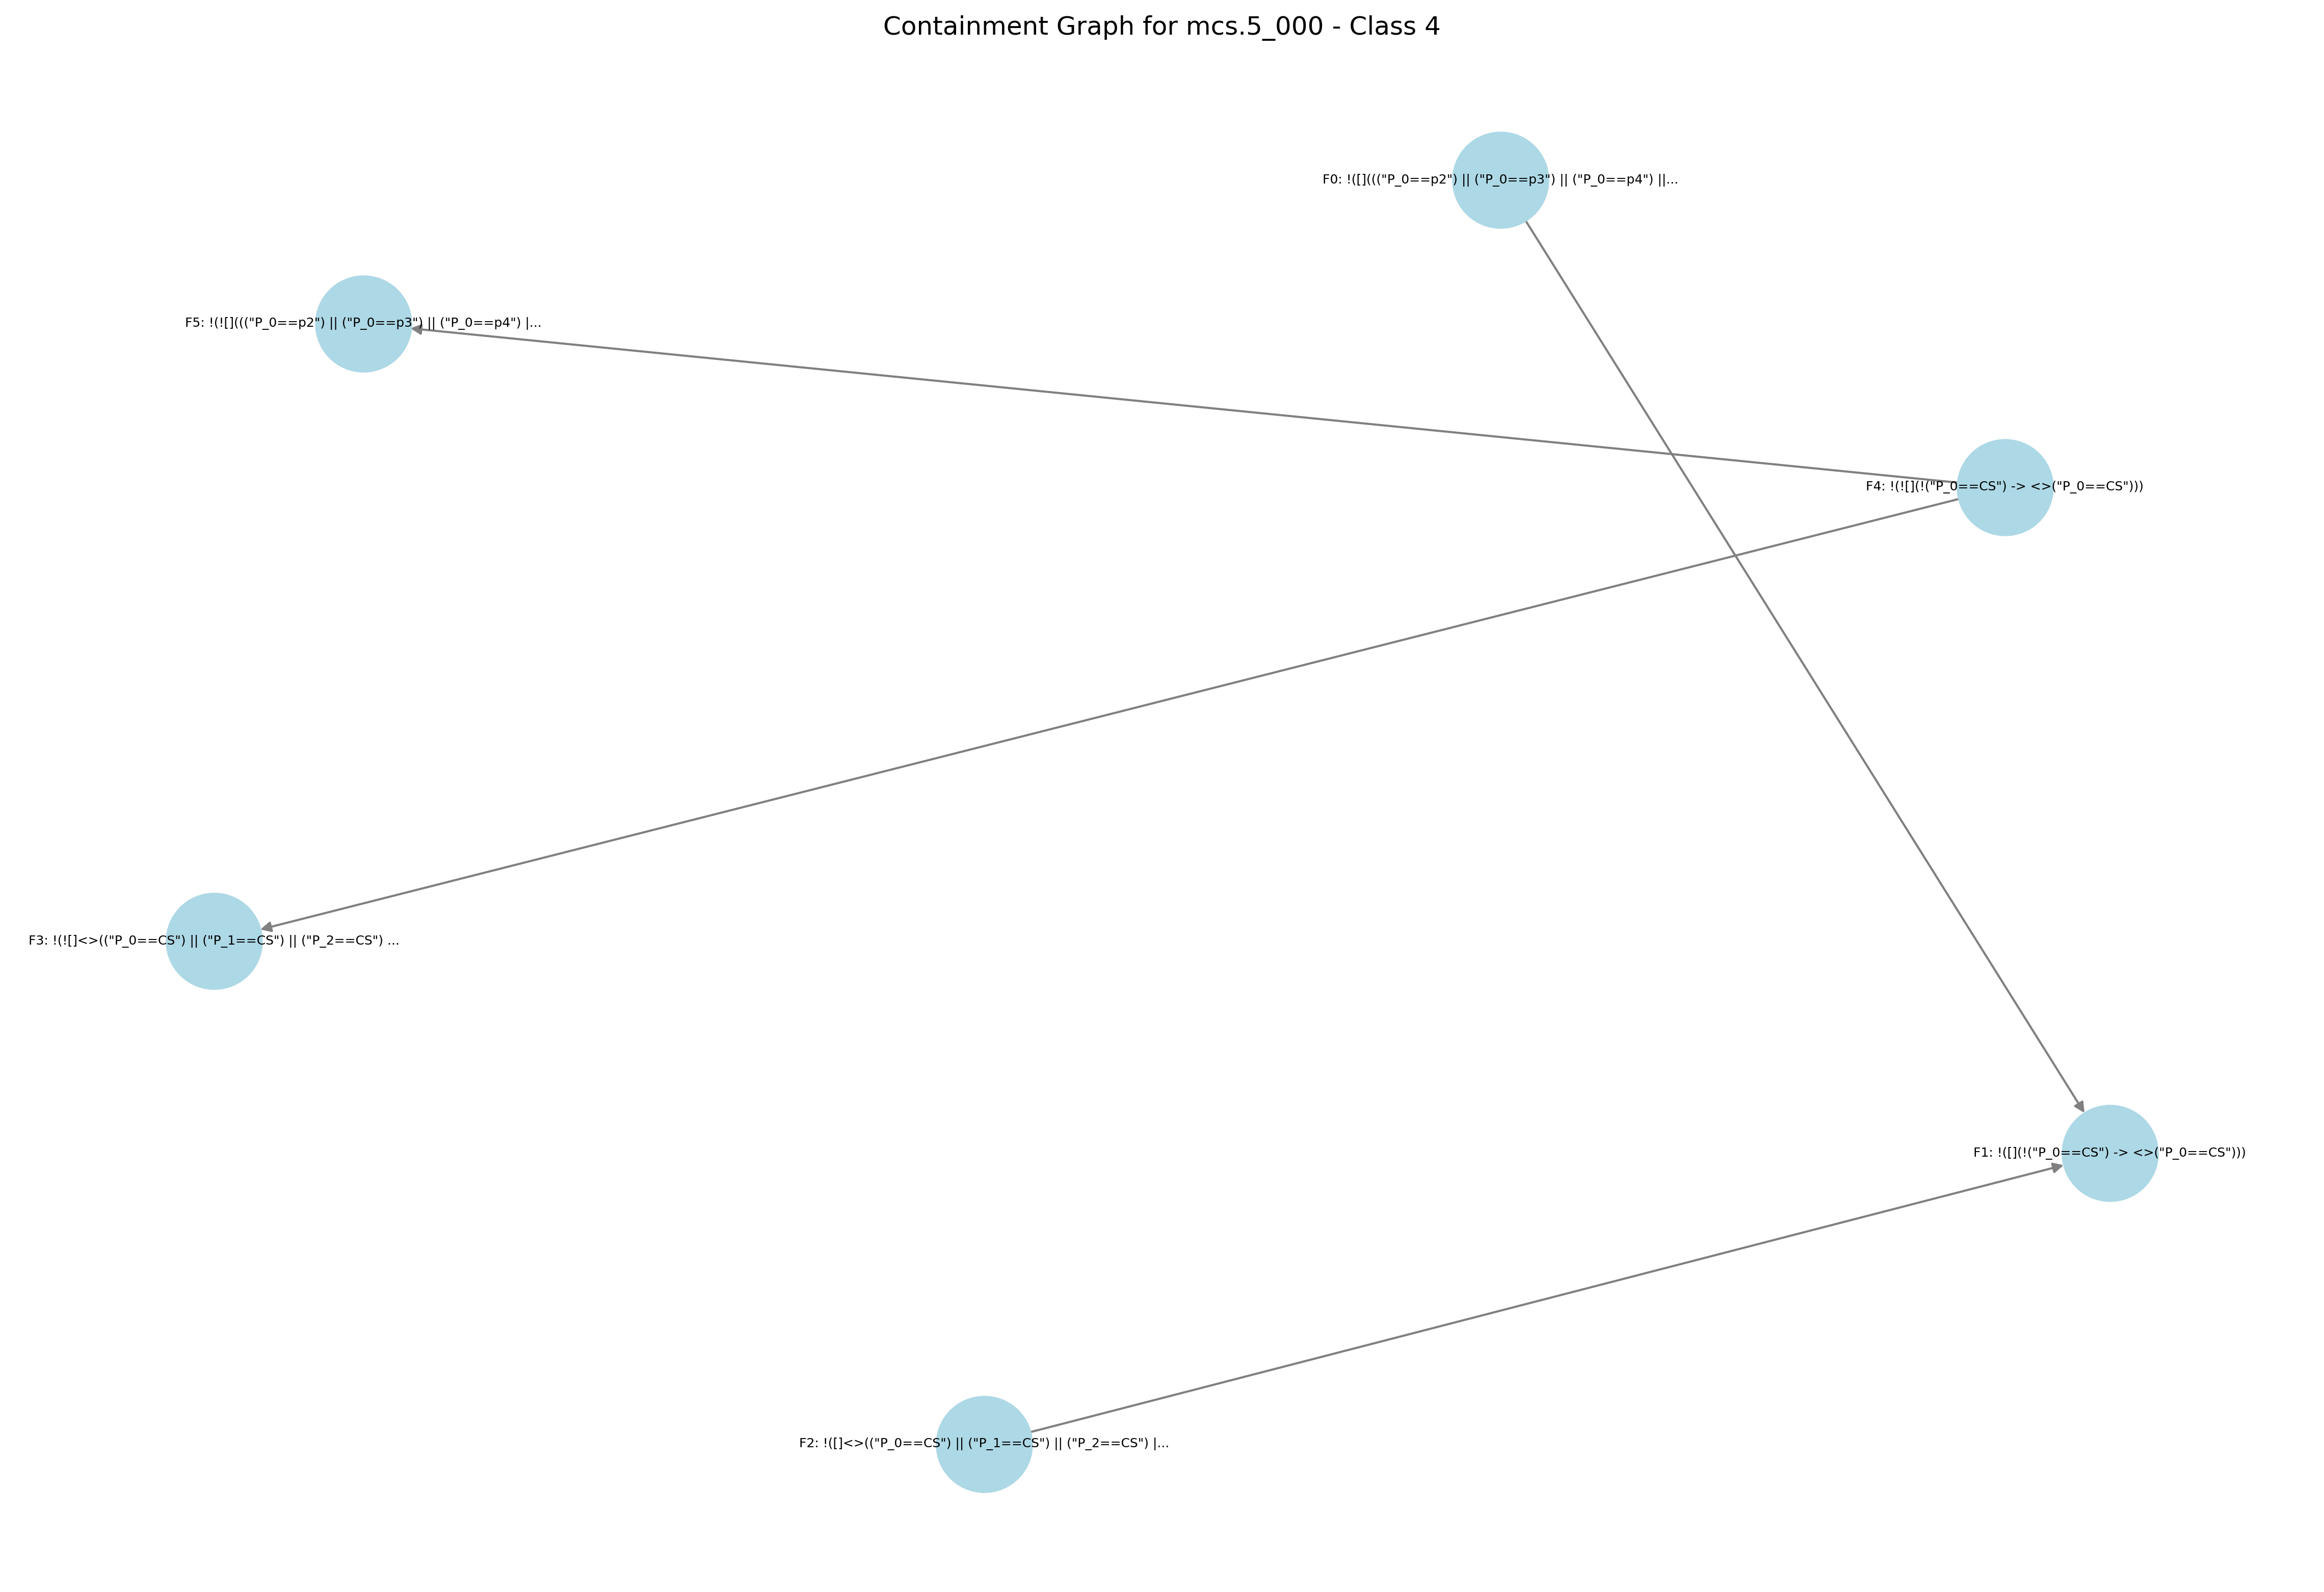 Containment Graph for mcs.5_000 - Class 4
F0: !([]((("P_0==p2") || ("P_0==p3") || ("P_0==p4") ||...
F5: !(![]((("P_0==p2") || ("P_0==p3") || ("P_0==p4") |...
F4: !(![](!("P_0==CS") -> <>("P_0==CS")))
F3: !(![]<>(("P_0==CS") || ("P_1==CS") || ("P_2==CS") ...
F1: !([](!("P_0==CS") -> <>("P_0==CS")))
F2: !([]<>(("P_0==CS") || ("P_1==CS") || ("P_2==CS") |...